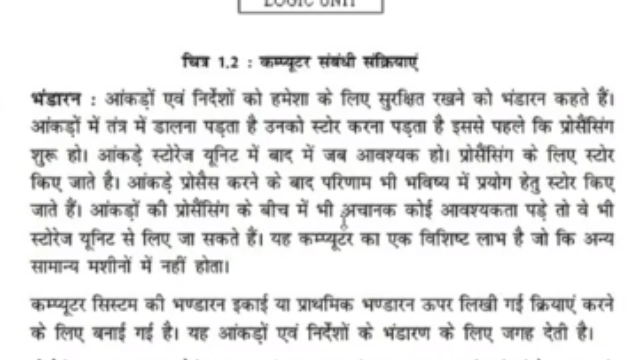 LOGIC UNIT
चित्र 1.2 : कम्प्यूटर संबंधी संक्रियाएं
भंडारन : आंकड़ों एवं निर्देशों को हमेशा के लिए सुरक्षित रखने को भंडारन कहते हैं।
आंकड़ों में तंत्र में डालना पड़ता है उनको स्टोर करना पड़ता है इससे पहले कि प्रोसैसिंग
शुरू हो। आंकड़े स्टोरेज यूनिट में बाद में जब आवश्यक हो। प्रोसैंसिंग के लिए स्टोर
किए जाते है। आंकड़े प्रोसैस करने के बाद परिणाम भी भविष्य में प्रयोग हेतु स्टोर किए
जाते हैं। आंकड़ों की प्रोसैंसिंग के बीच में भी अचानक कोई आवश्यकता पड़े तो वे भी
स्टोरेज यूनिट से लिए जा सकते हैं। यह कम्प्यूटर का एक विशिष्ट लाभ है जो कि अन्य
सामान्य मशीनों में नहीं होता।
कम्प्यूटर सिस्टम की भण्डारन इकाई या प्राथमिक भण्डारन ऊपर लिखी गई क्रियाएं करने
के लिए बनाई गई है। यह आंकड़ों एवं निर्देशों के भंडारण के लिए जगह देती है।